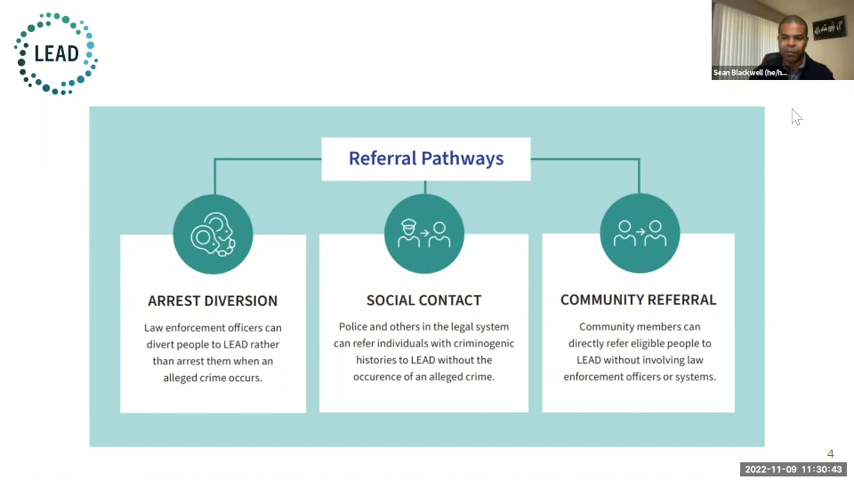 LEAD
Sean Blackwell (he/h...
Referral Pathways
ARREST DIVERSION
Law enforcement officers can
divert people to LEAD rather
than arrest them when an
alleged crime occurs.
SOCIAL CONTACT
Police and others in the legal system
can refer individuals with criminogenic
histories to LEAD without the
occurence of an alleged crime.
COMMUNITY REFERRAL
Community members can
directly refer eligible people to
LEAD without involving law
enforcement officers or systems.
4
2022-11-09 11:30:43